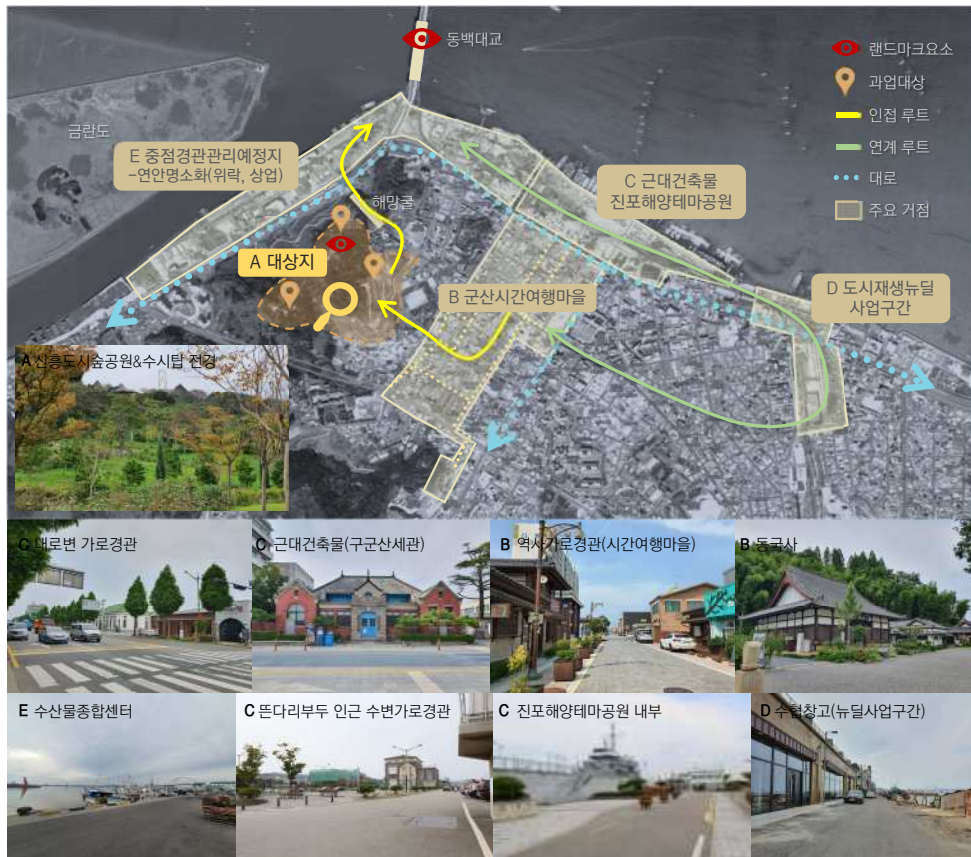 동백대교
랜드마크요소
과업대상
인접 루트
연계 루트
대로
주요 거점
금란도
E 중점경관관리예정지
-연안명소화(위락, 상업)
해망굴
C 근대건축물
진포해양테마공원
A 대상지
B 군산시간여행마을
D 도시재생뉴딜
사업구간
A 신흥도시숲공원&수시탑 전경
C 대로변 가로경관
C 근대건축물(구군산세관)
B 역사가로경관(시간여행마을)
B 동국사
E 수산물종합센터
C 뜬다리부두 인근 수변가로경관
C 진포해양테마공원 내부
D 수협창고(뉴딜사업구간)